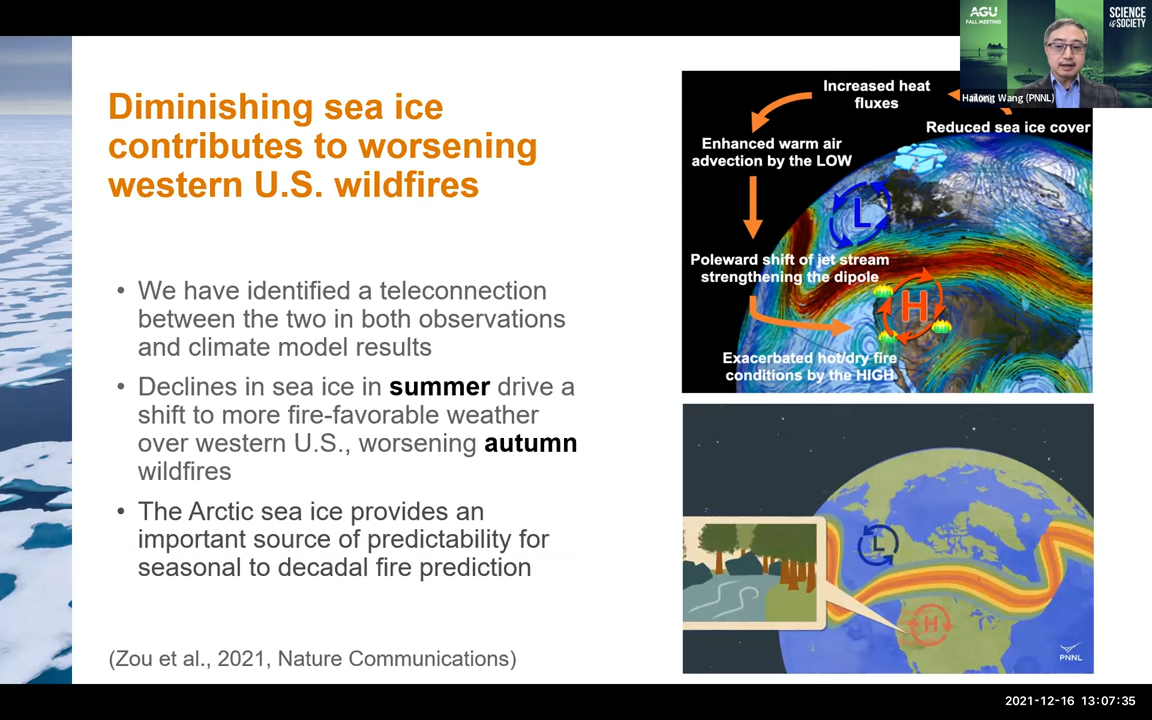 AGU
FALL MEETING
SCIENCE
is SOCIETY
Hailong Wang (PNNL)
Diminishing sea ice
contributes to worsening
western U.S. wildfires
• We have identified a teleconnection
between the two in both observations
and climate model results
• Declines in sea ice in summer drive a
shift to more fire-favorable weather
over western U.S., worsening autumn
wildfires
• The Arctic sea ice provides an
important source of predictability for
seasonal to decadal fire prediction
(Zou et al., 2021, Nature Communications)
Increased heat
fluxes
Reduced sea ice cover
Enhanced warm air
advection by the LOW
L
Poleward shift of jet stream
strengthening the dipole
H
Exacerbated hot/dry fire
conditions by the HIGH
L
H
PNNL
2021-12-16 13:07:35